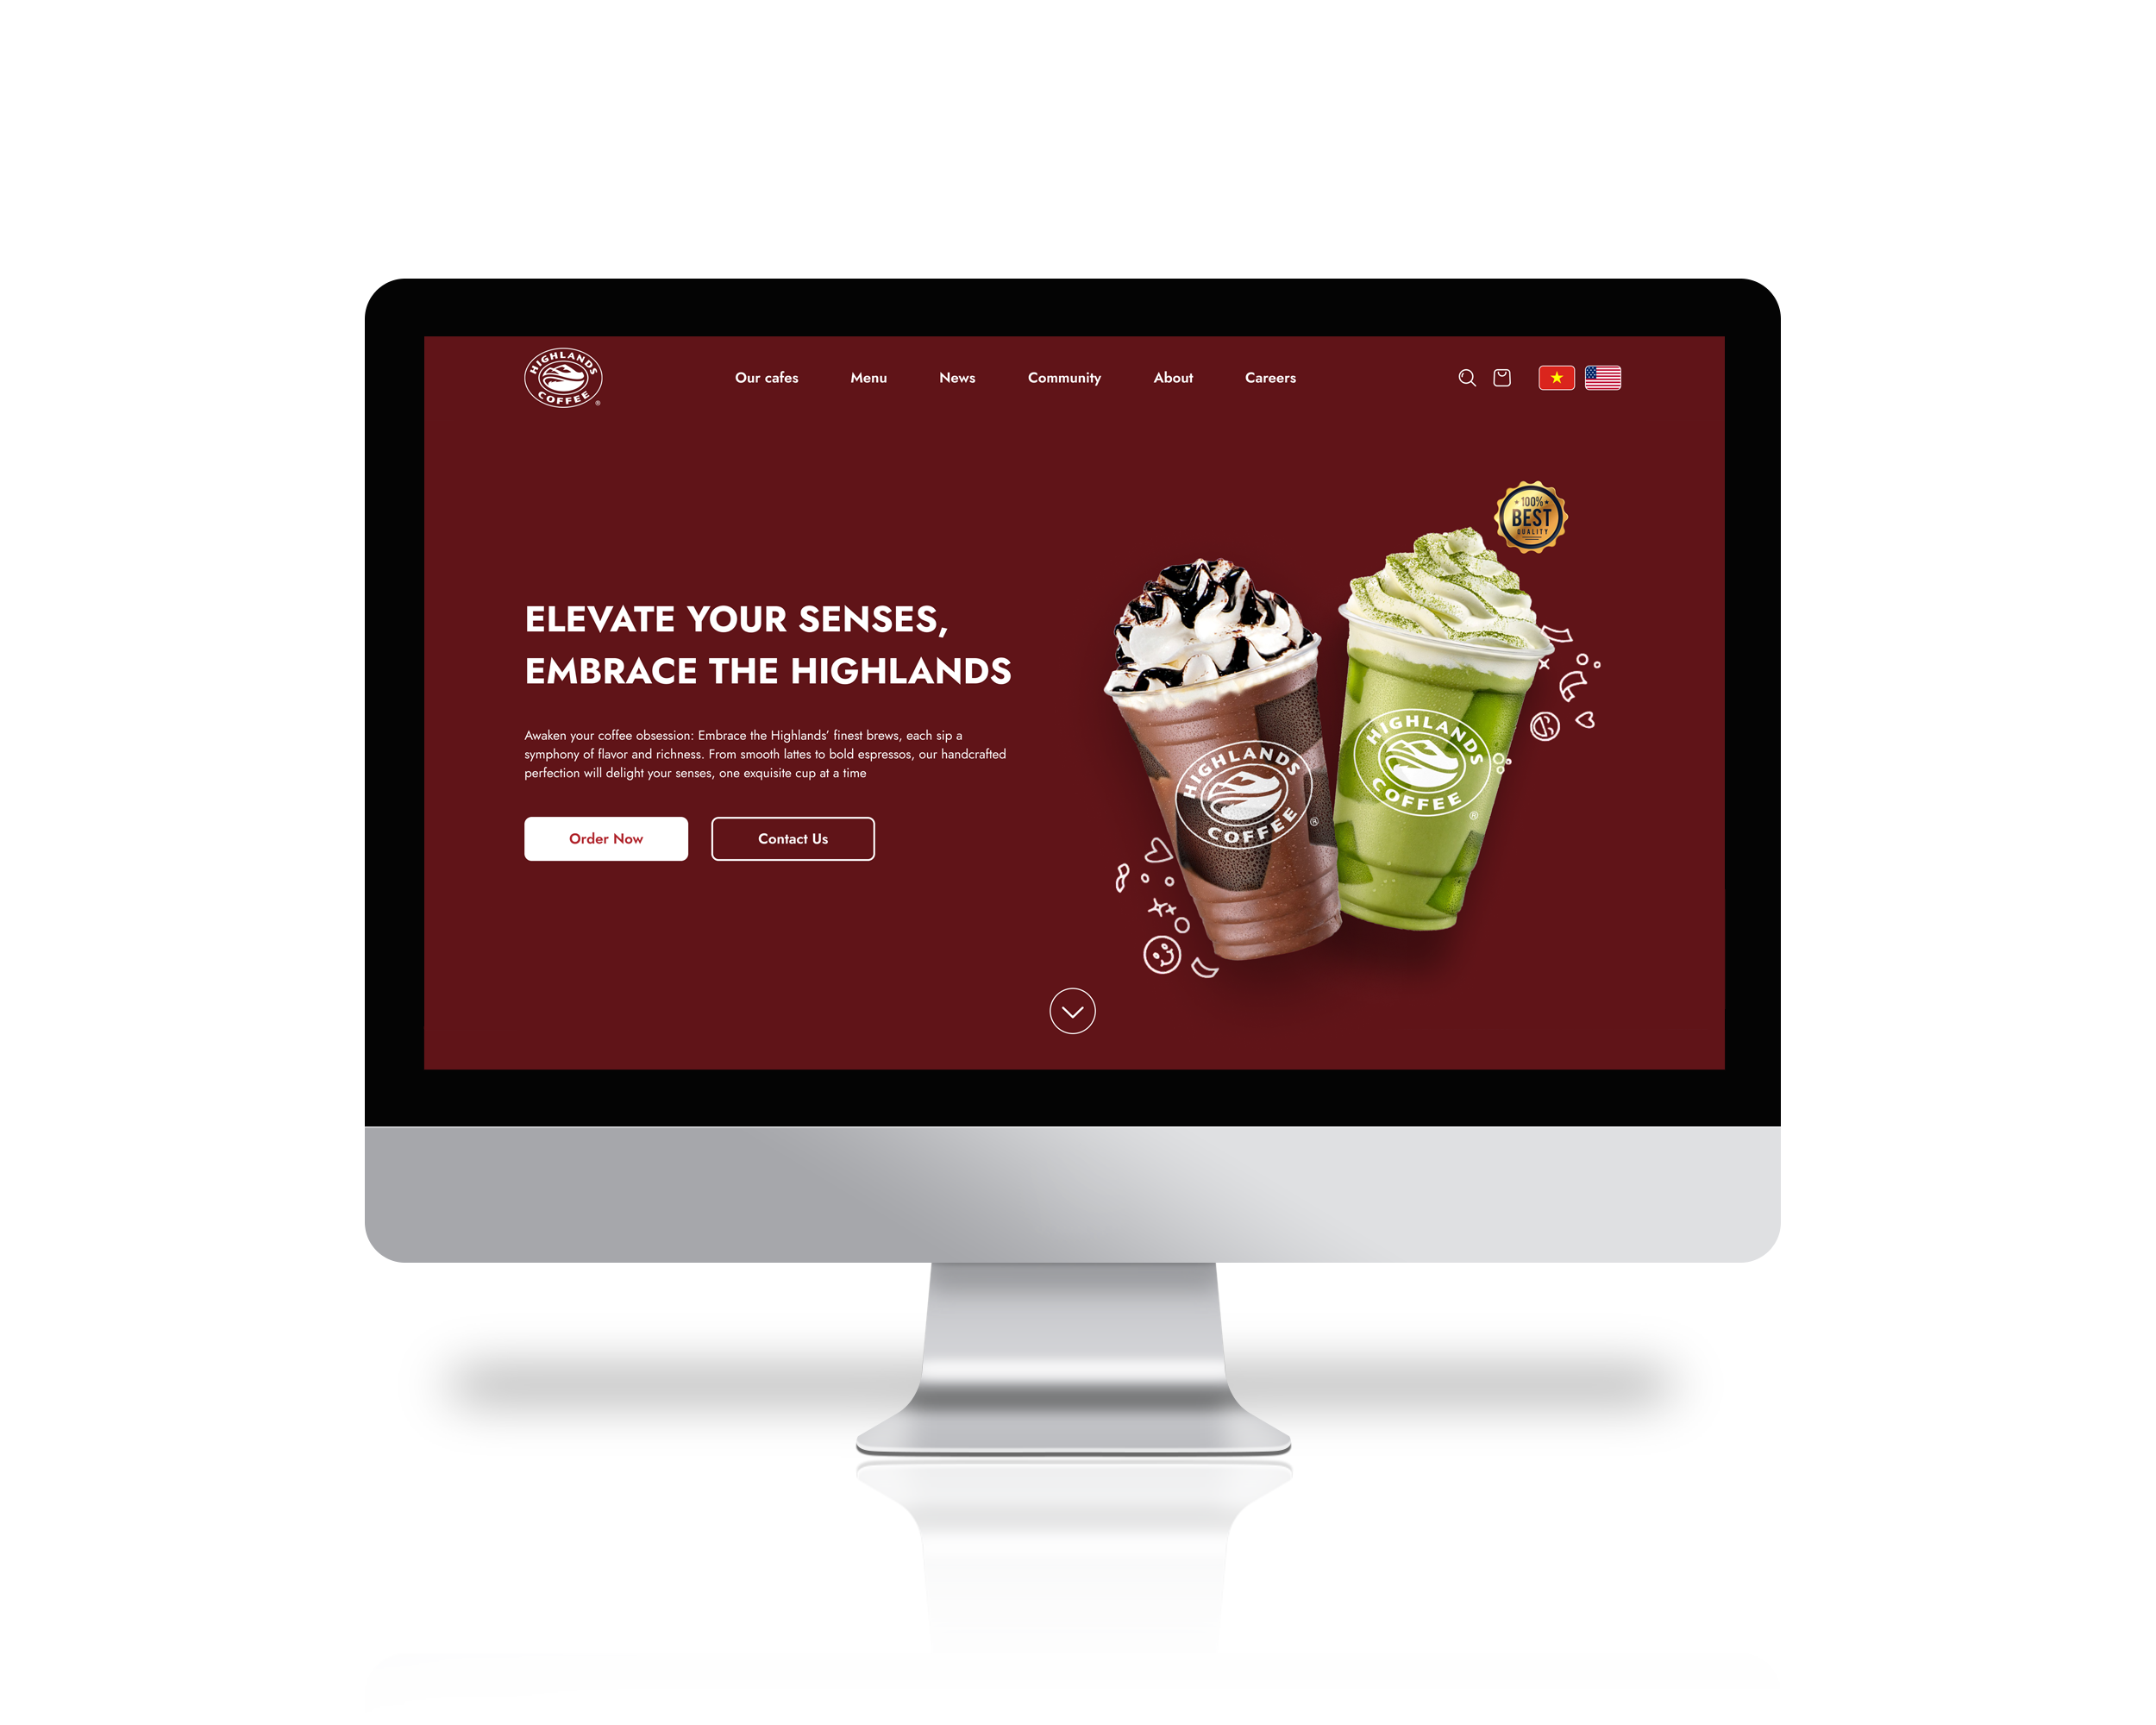 HIGHLANDS
COFFEE
®
Our cafes
Menu
News
Community
About
Careers
100%
BEST
QUALITY
ELEVATE YOUR SENSES,
EMBRACE THE HIGHLANDS
Awaken your coffee obsession: Embrace the Highlands’ finest brews, each sip a
symphony of flavor and richness. From smooth lattes to bold espressos, our handcrafted
perfection will delight your senses, one exquisite cup at a time
Order Now
Contact Us
HIGHLANDS
COFFEE
®
HIGHLANDS
COFFEE
®